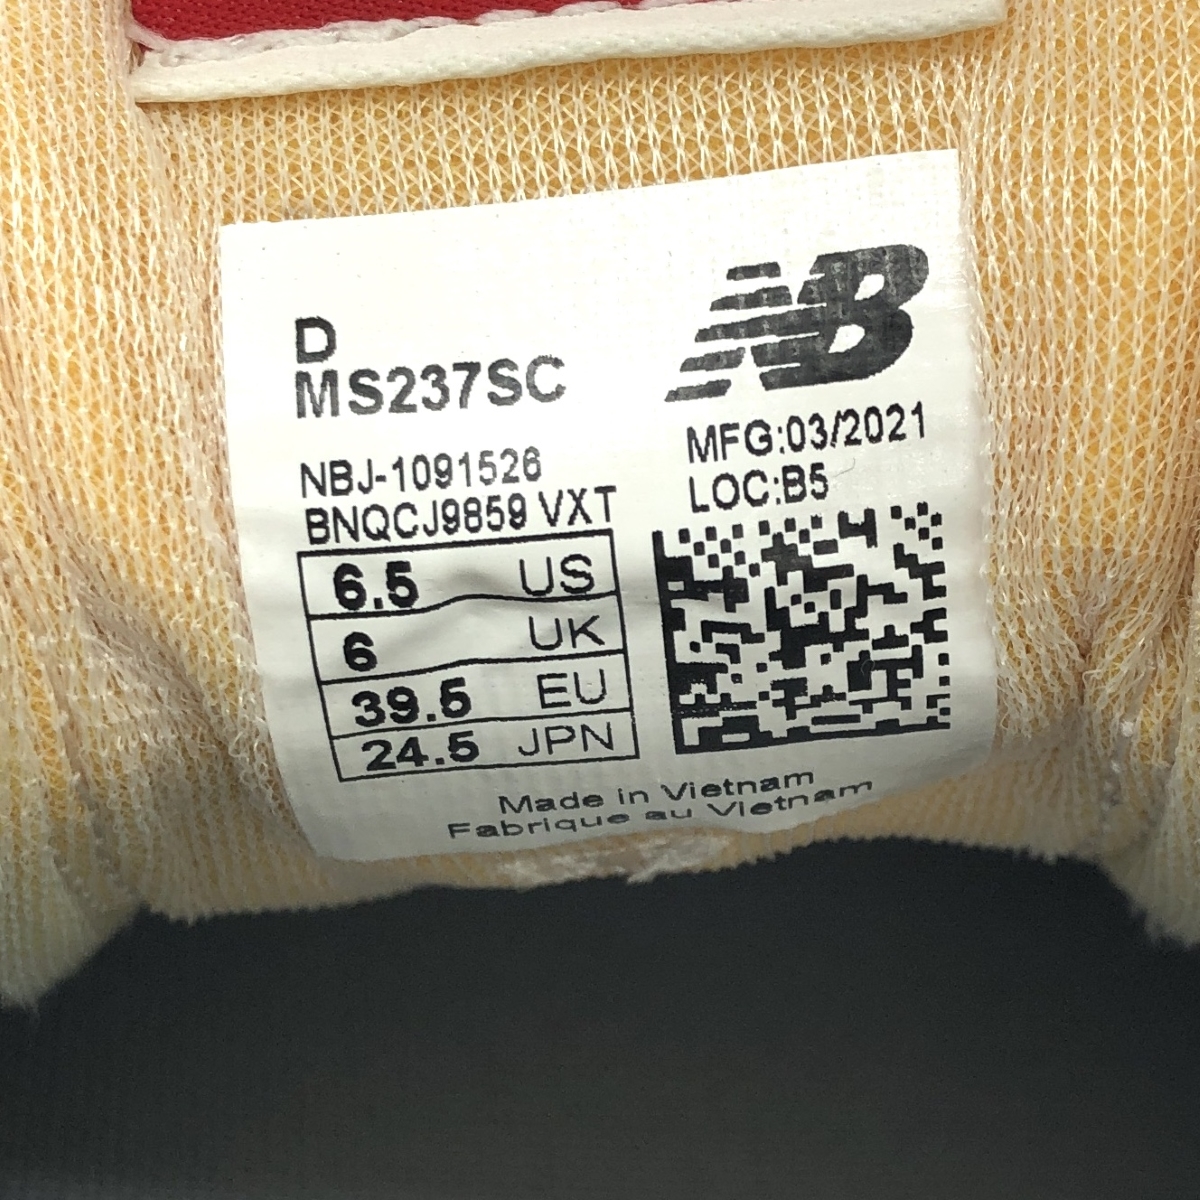 NB
D
MS237SC
MFG:03/2021
NBJ-1091526
LOC:B5
BNQCJ9859 VXT
6.5 US
6 UK
39.5 EU
24.5 JPN
Made in Vietnam
Fabrique au Vietnam